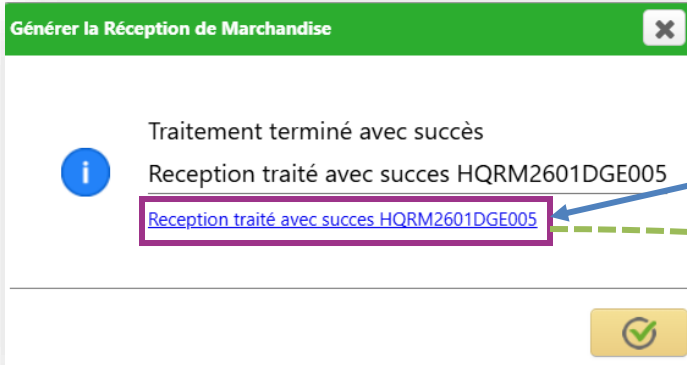 Générer la Réception de Marchandise
Traitement terminé avec succès
Reception traité avec succes HQRM2601DGE005
Reception traité avec succes HQRM2601DGE005